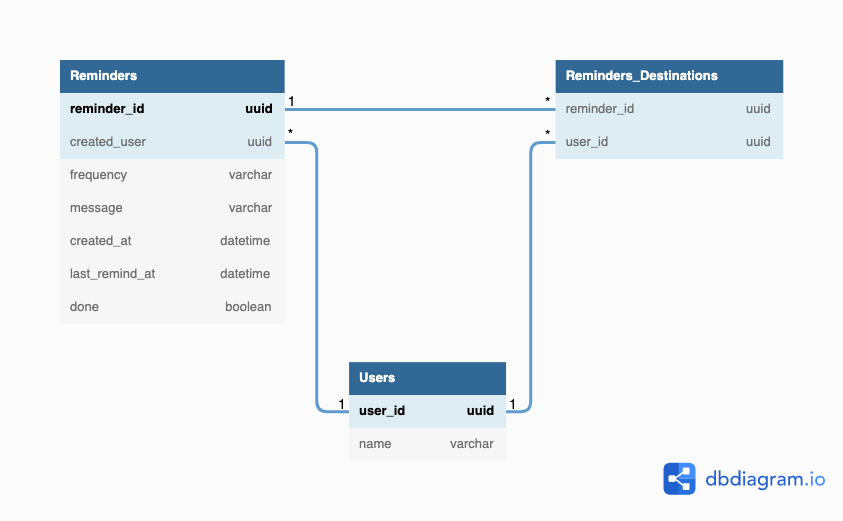 Reminders
reminder_id uuid
created_user uuid
frequency varchar
message varchar
created_at datetime
last_remind_at datetime
done boolean
1
*
*
*
Reminders_Destinations
reminder_id uuid
user_id uuid
1
1
Users
user_id uuid
name varchar
dbdiagram.io